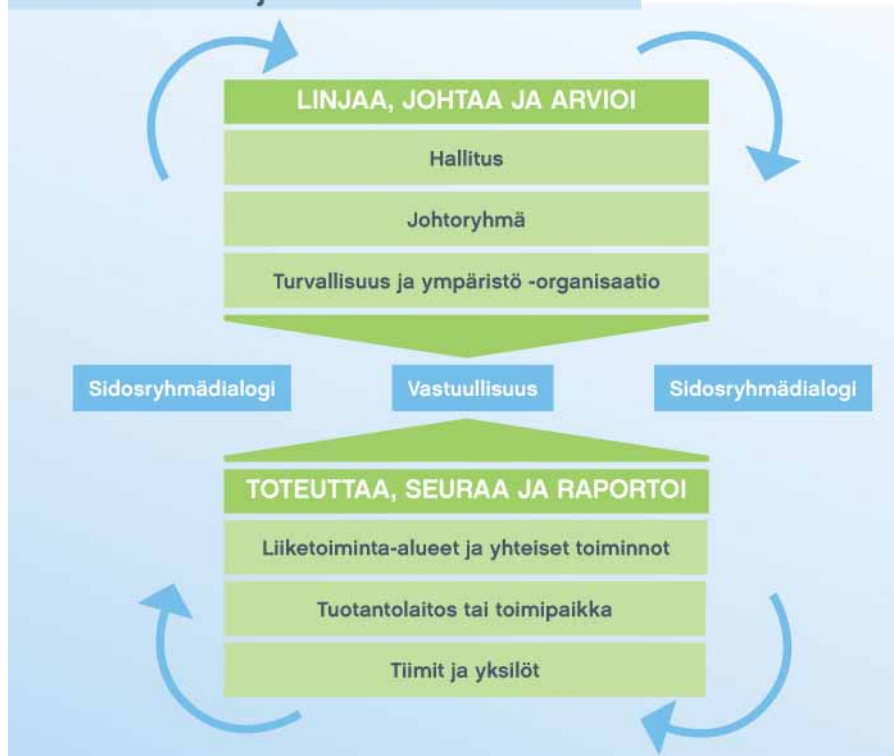 LINJAA, JOHTAA JA ARVIOI
Hallitus
Johtoryhmä
Turvallisuus ja ympäristö -organisaatio
Sidosryhmädialogi Vastuullisuus Sidosryhmädialogi
TOTEUTTAA, SEURAA JA RAPORTOI
Liiketoiminta-alueet ja yhteiset toiminnot
Tuotantolaitos tai toimipaikka
Tiimit ja yksilöt